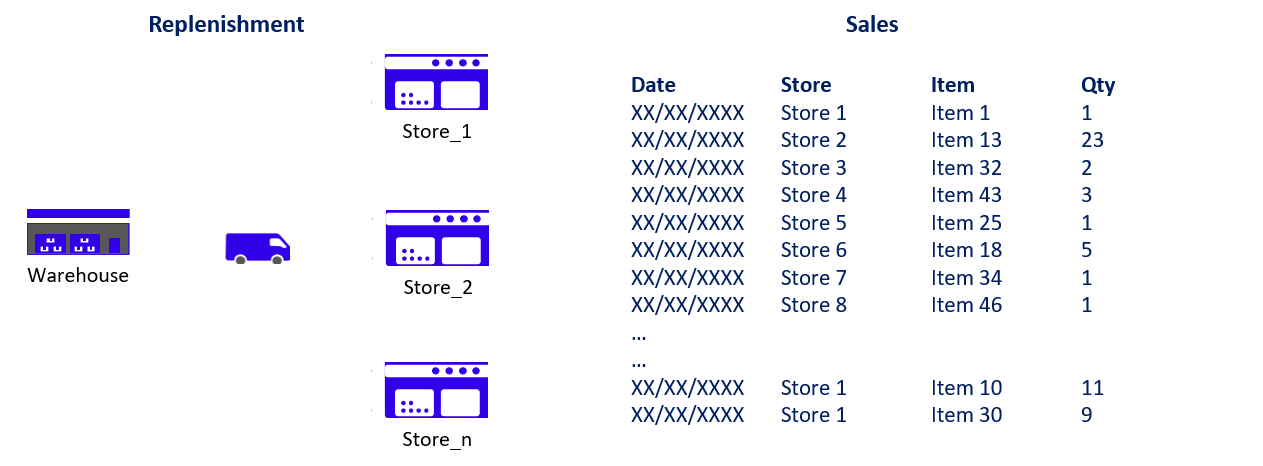 Replenishment
Store_1
Warehouse
Store_2
Store_n
Sales
Date Store Item Qty
XX/XX/XXXX Store 1 Item 1 1
XX/XX/XXXX Store 2 Item 13 23
XX/XX/XXXX Store 3 Item 32 2
XX/XX/XXXX Store 4 Item 43 3
XX/XX/XXXX Store 5 Item 25 1
XX/XX/XXXX Store 6 Item 18 5
XX/XX/XXXX Store 7 Item 34 1
XX/XX/XXXX Store 8 Item 46 1
...
...
XX/XX/XXXX Store 1 Item 10 11
XX/XX/XXXX Store 1 Item 30 9